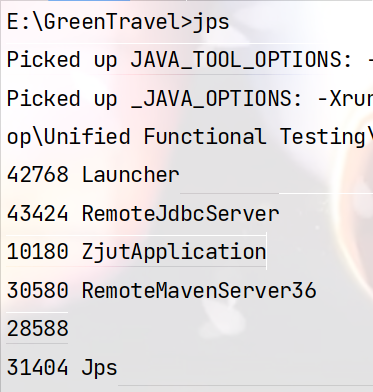 E:\GreenTravel>jps
Picked up JAVA_TOOL_OPTIONS: -
Picked up _JAVA_OPTIONS: -Xrun
op\Unified Functional Testing\
42768 Launcher
43424 RemoteJdbcServer
10180 ZjutApplication
30580 RemoteMavenServer36
28588
31404 Jps